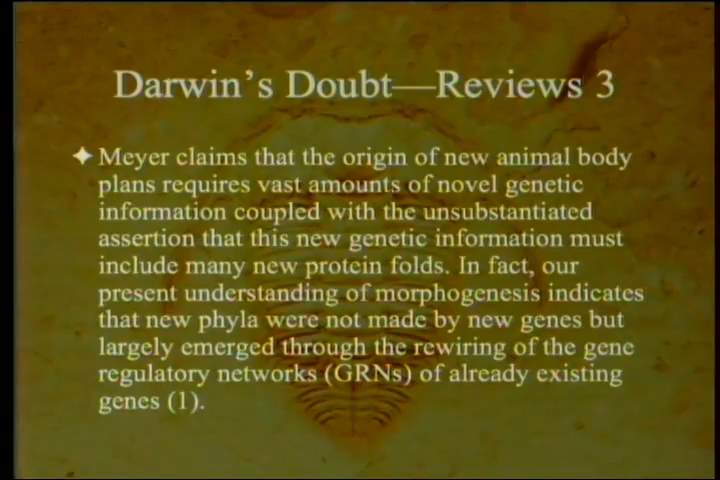 Darwin's Doubt—Reviews 3
✦ Meyer claims that the origin of new animal body
plans requires vast amounts of novel genetic
information coupled with the unsubstantiated
assertion that this new genetic information must
include many new protein folds. In fact, our
present understanding of morphogenesis indicates
that new phyla were not made by new genes but
largely emerged through the rewiring of the gene
regulatory networks (GRNs) of already existing
genes (1).